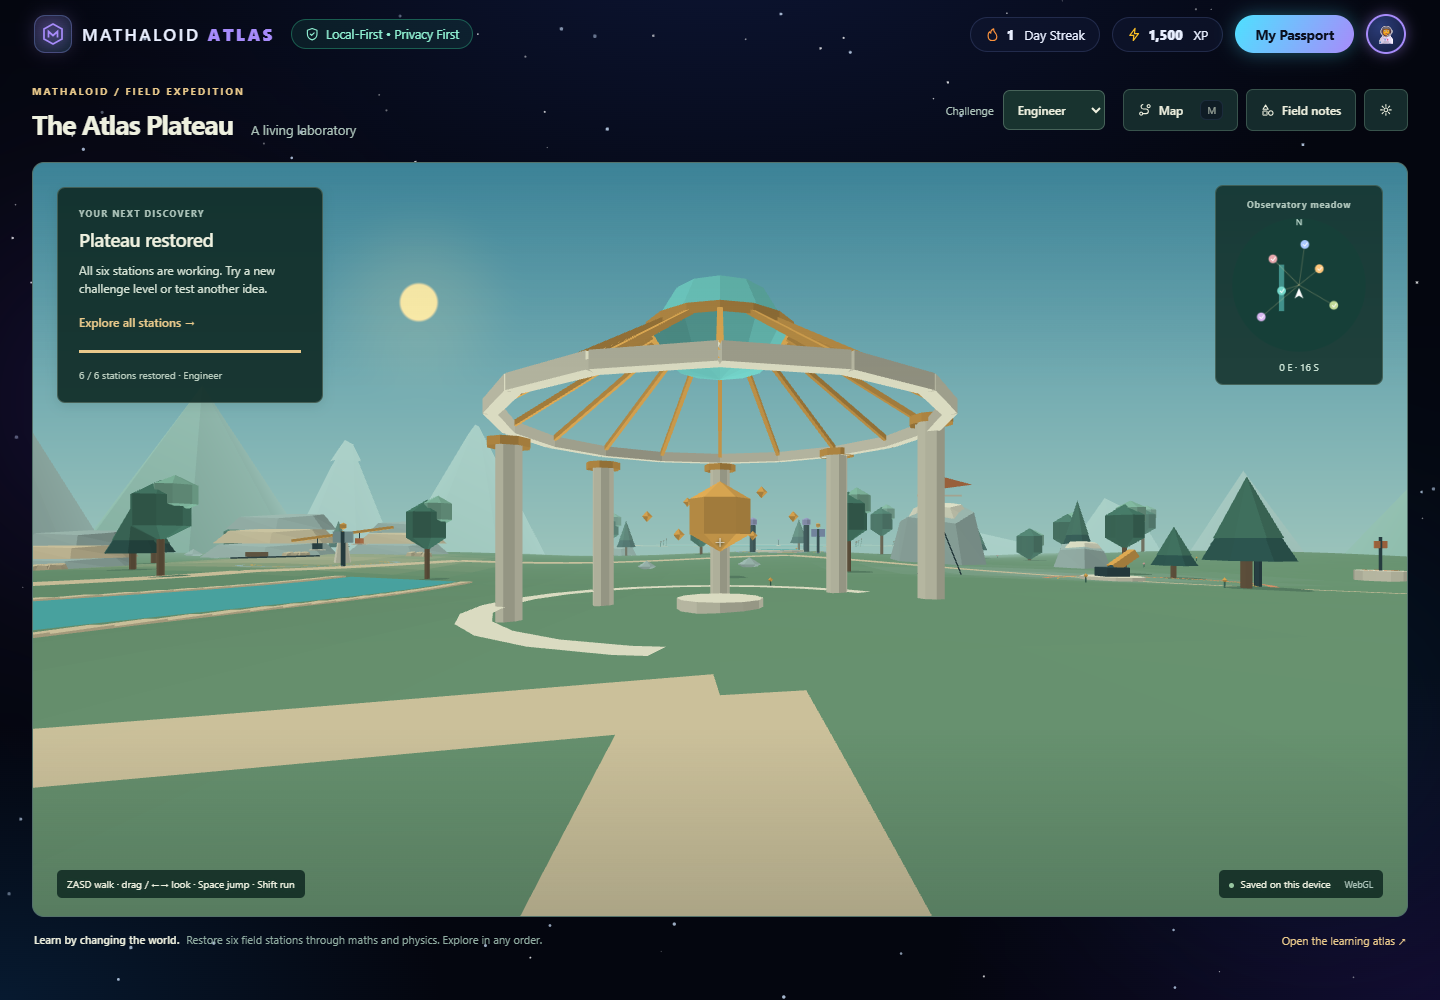 MATHALOID ATLAS
Local-First • Privacy First
1 Day Streak
1,500 XP
My Passport
MATHALOID / FIELD EXPEDITION
The Atlas Plateau
A living laboratory
Challenge
Engineer
Map M
Field notes
YOUR NEXT DISCOVERY
Plateau restored
All six stations are working. Try a new
challenge level or test another idea.
Explore all stations →
6 / 6 stations restored · Engineer
Observatory meadow
N
0 E · 16 S
ZASD walk · drag / ←→ look · Space jump · Shift run
Saved on this device WebGL
Learn by changing the world. Restore six field stations through maths and physics. Explore in any order.
Open the learning atlas ↗